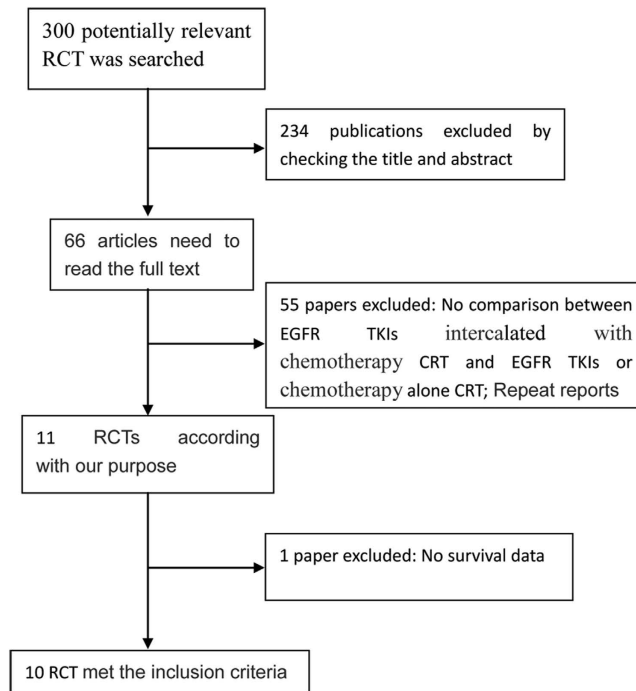 300 potentially relevant
RCT was searched
234 publications excluded by
checking the title and abstract
66 articles need to
read the full text
55 papers excluded: No comparison between
EGFR TKIs intercalated with
chemotherapy CRT and EGFR TKIs or
chemotherapy alone CRT; Repeat reports
11 RCTs according
with our purpose
1 paper excluded: No survival data
10 RCT met the inclusion criteria